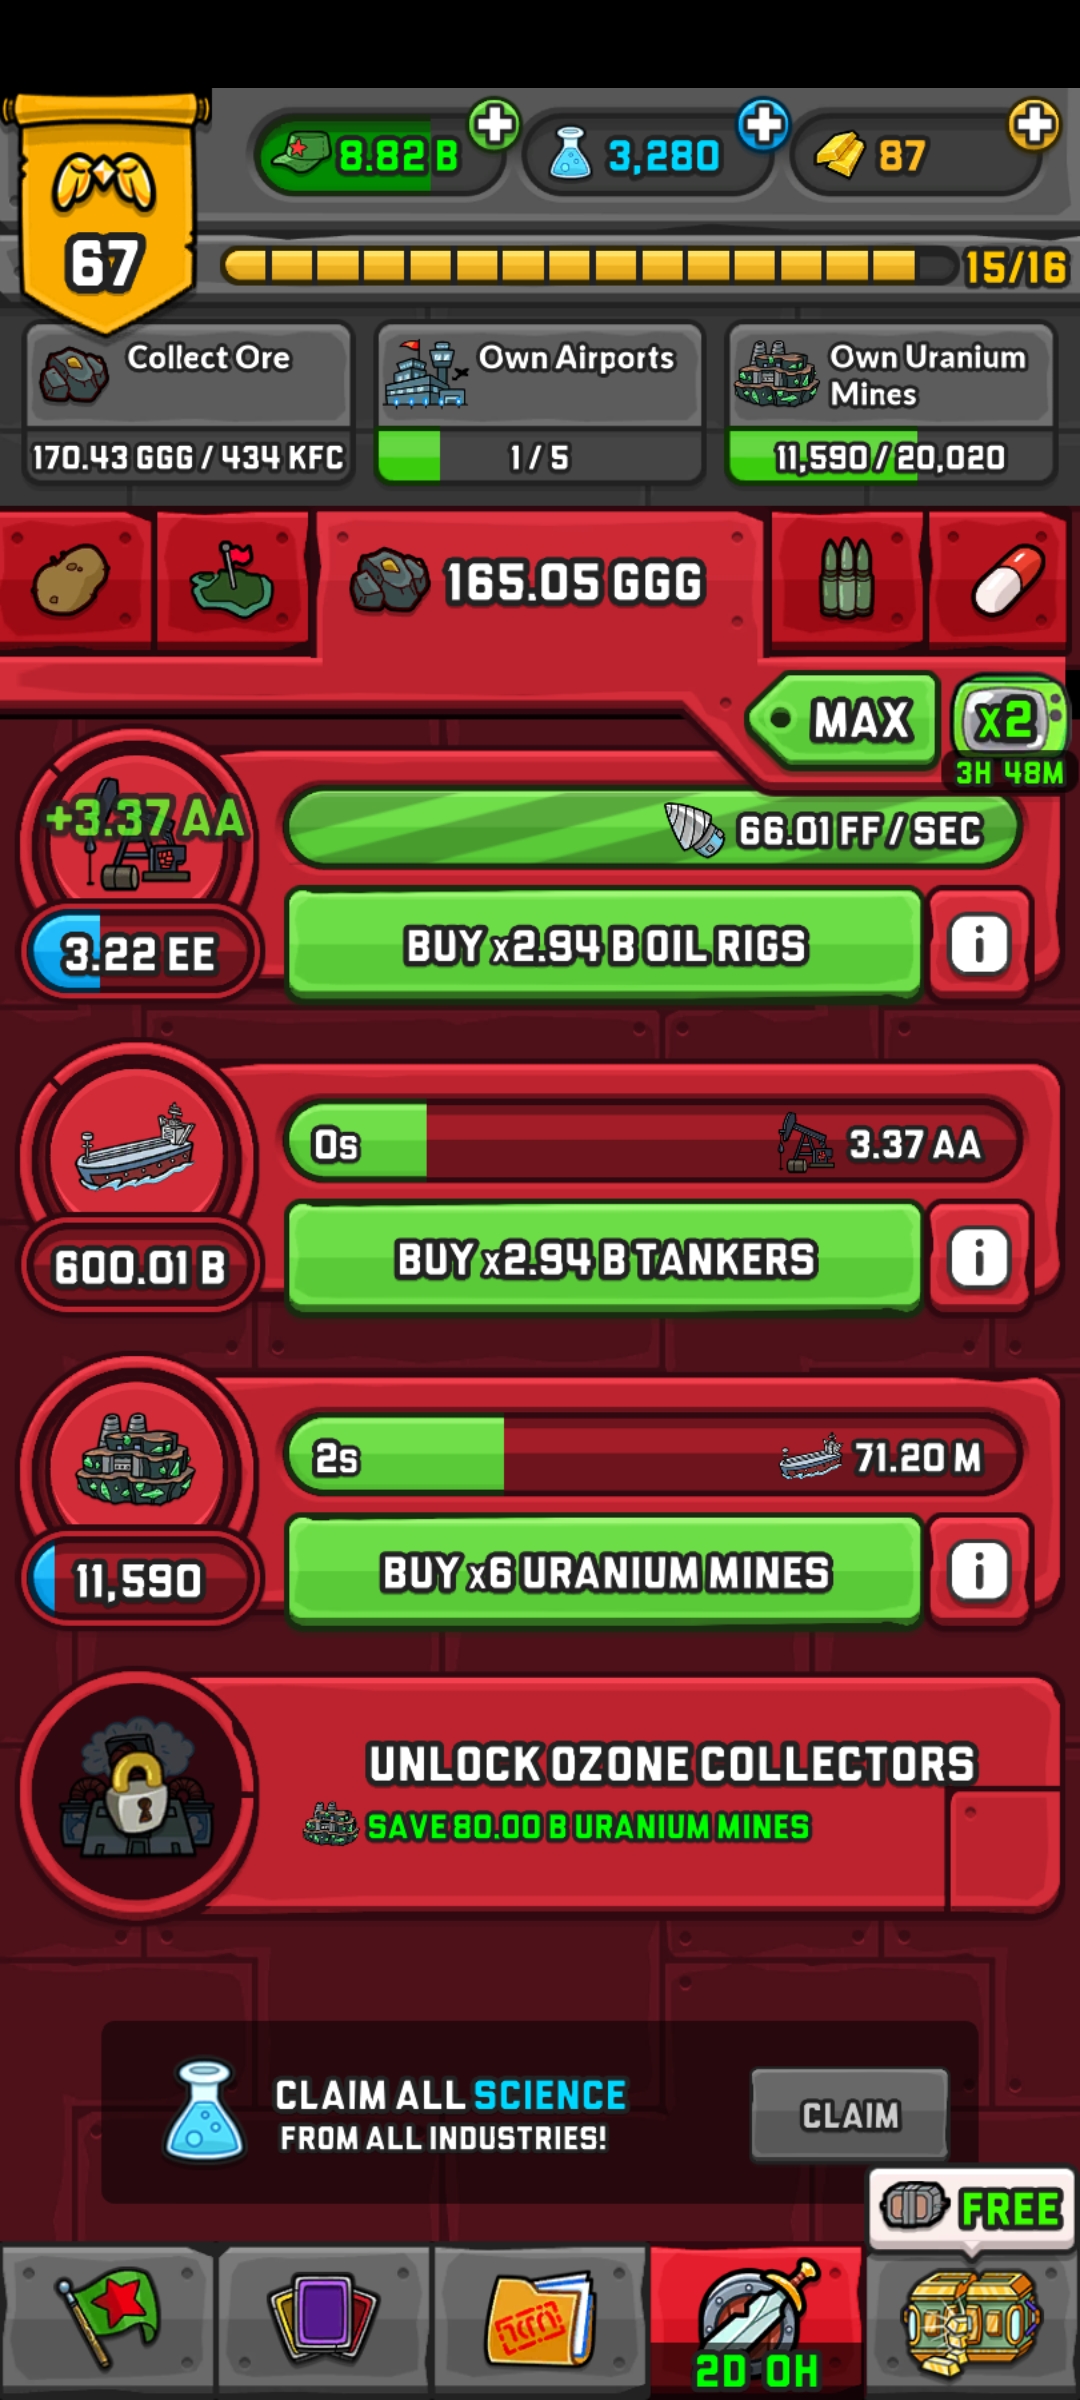 8.82 B
3,280
87
67
15/16
Collect Ore
170.43 GGG / 434 KFC
Own Airports
1 / 5
Own Uranium
Mines
11,590 / 20,020
165.05 GGG
MAX
x2
3H 48M
+3.37 AA
66.01 FF / SEC
3.22 EE
BUY x2.94 B OIL RIGS
i
0s
3.37 AA
600.01 B
BUY x2.94 B TANKERS
i
2s
71.20 M
11,590
BUY x6 URANIUM MINES
i
UNLOCK OZONE COLLECTORS
SAVE 80.00 B URANIUM MINES
CLAIM ALL SCIENCE
FROM ALL INDUSTRIES!
CLAIM
FREE
2D 0H